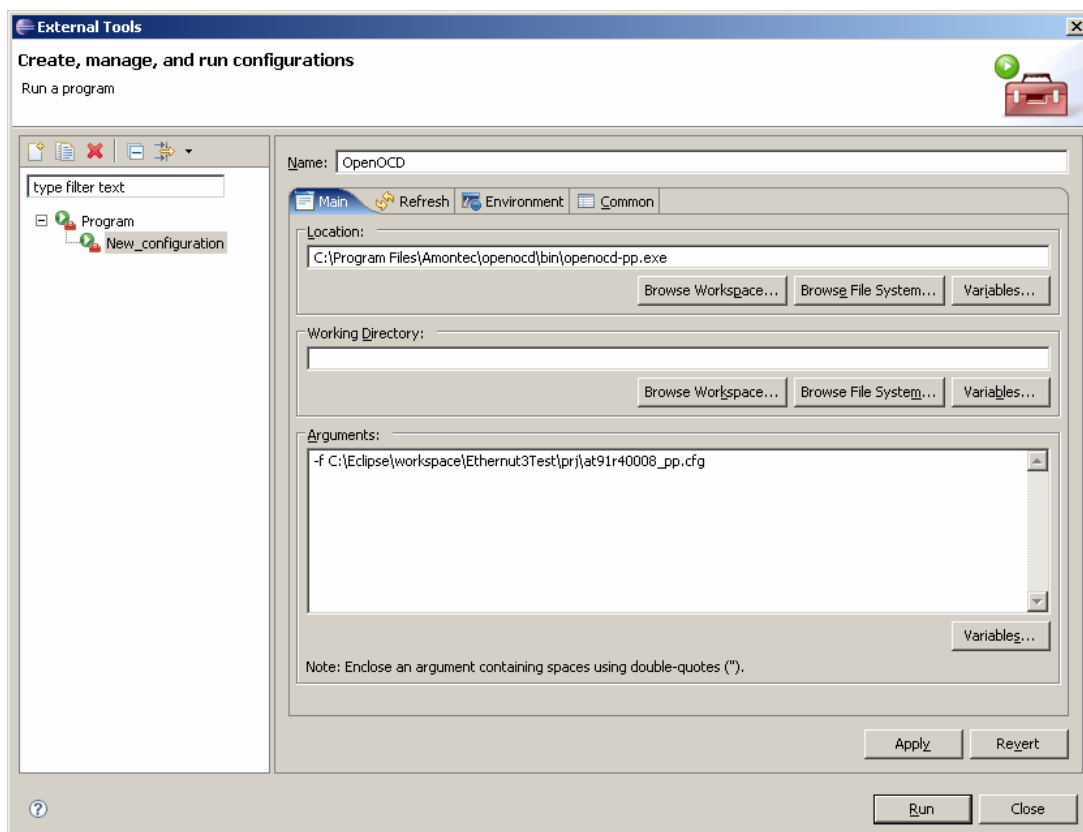 External Tools
Create, manage, and run configurations
Run a program
type filter text
Program
New_configuration
Name: OpenOCD
Main Refresh Environment Common
Location:
C:\Program Files\Amontec\openocd\bin\openocd-pp.exe
Browse Workspace... Browse File System... Variables...
Working Directory:
Browse Workspace... Browse File System... Variables...
Arguments:
-f C:\Eclipse\workspace\Ethernut3Test\prj\at91r40008_pp.cfg
Variables...
Note: Enclose an argument containing spaces using double-quotes (").
Apply Revert
Run Close